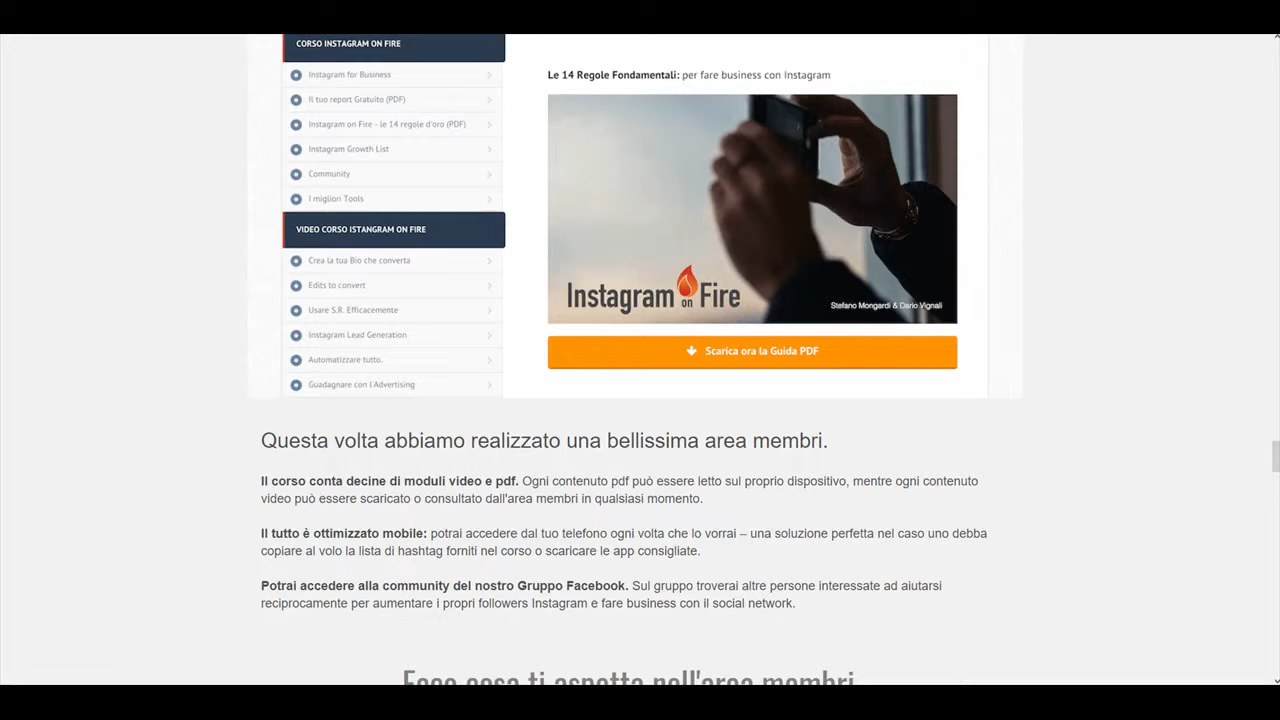 CORSO INSTAGRAM ON FIRE
Instagram for Business
Il tuo report Gratuito (PDF)
Instagram on Fire - le 14 regole d'oro (PDF)
Instagram Growth List
Community
I migliori Tools
VIDEO CORSO ISTANGRAM ON FIRE
Crea la tua Bio che converta
Edits to convert
Usare S.R. Efficacemente
Instagram Lead Generation
Automatizzare tutto.
Guadagnare con l'Advertising
Le 14 Regole Fondamentali: per fare business con Instagram
Instagram on Fire
Stefano Mongardi & Dario Vignali
Scarica ora la Guida PDF
Questa volta abbiamo realizzato una bellissima area membri.
Il corso conta decine di moduli video e pdf. Ogni contenuto pdf può essere letto sul proprio dispositivo, mentre ogni contenuto
video può essere scaricato o consultato dall'area membri in qualsiasi momento.
Il tutto è ottimizzato mobile: potrai accedere dal tuo telefono ogni volta che lo vorrai – una soluzione perfetta nel caso uno debba
copiare al volo la lista di hashtag forniti nel corso o scaricare le app consigliate.
Potrai accedere alla community del nostro Gruppo Facebook. Sul gruppo troverai altre persone interessate ad aiutarsi
reciprocamente per aumentare i propri followers Instagram e fare business con il social network.
Ecco cosa ti aspetta nell'area membri